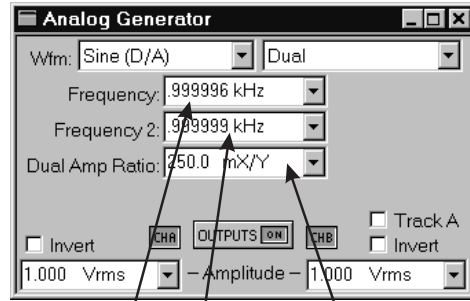 Analog Generator
Wfm: Sine (D/A) Dual
Frequency: .999996 kHz
Frequency 2: .999999 kHz
Dual Amp Ratio: 250.0 mX/Y
Track A
Invert CHA OUTPUTS ON CHB Invert
1.000 Vrms – Amplitude – 1.000 Vrms